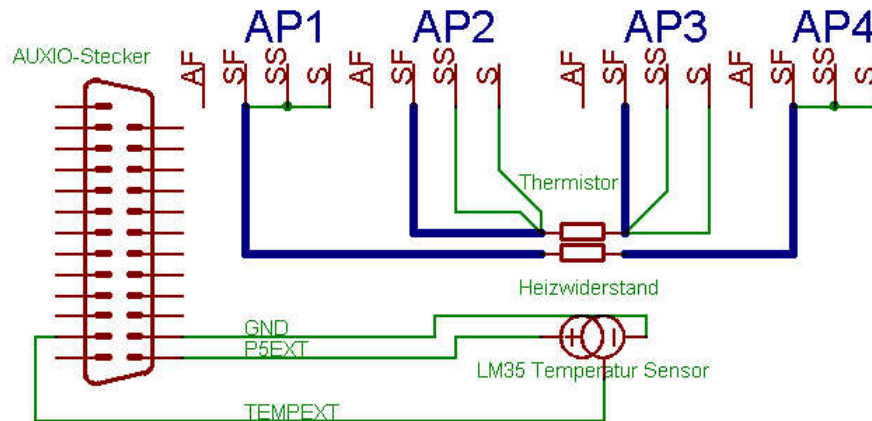 AP1 AP2 AP3 AP4
AUXIO-Stecker
AF SF SS S AF SF SS S AF SF SS S AF SF SS S
Thermistor
Heizwiderstand
GND
P5EXT
LM35 Temperatur Sensor
TEMPEXT